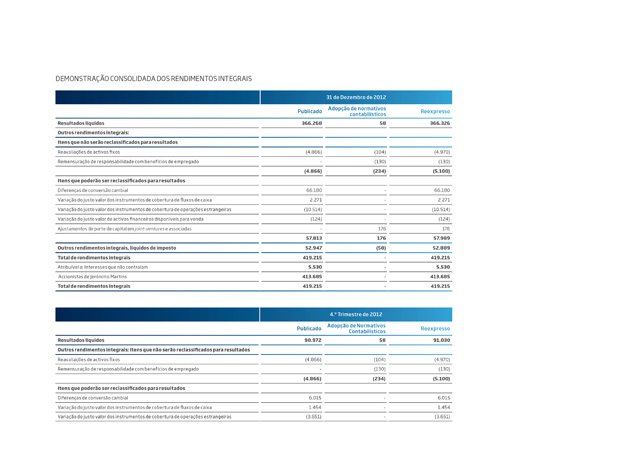 DEMONSTRAÇÃO CONSOLIDADA DOS RENDIMENTOS INTEGRAIS
31 de Dezembro de 2012
Publicado Adopção de normativos contabilísticos Reexpresso
Resultados líquidos 366.268 58 366.326
Outros rendimentos integrais:
Itens que não serão reclassificados para resultados
Reavaliações de activos fixos (4.866) (104) (4.970)
Remensuração de responsabilidade com benefícios de empregado - (130) (130)
(4.866) (234) (5.100)
Itens que poderão ser reclassificados para resultados
Diferenças de conversão cambial 66.180 - 66.180
Variação do justo valor dos instrumentos de cobertura de fluxos de caixa 2.271 - 2.271
Variação do justo valor dos instrumentos de cobertura de operações estrangeiras (10.514) - (10.514)
Variação do justo valor de activos financeiros disponíveis para venda (124) - (124)
Ajustamentos de parte de capital em joint ventures e associadas - 176 176
57.813 176 57.989
Outros rendimentos integrais, líquidos de imposto 52.947 (58) 52.889
Total de rendimentos integrais 419.215 - 419.215
Atribuível a: Interesses que não controlam 5.530 - 5.530
Accionistas de Jerónimo Martins 413.685 - 413.685
Total de rendimentos integrais 419.215 - 419.215
4.º Trimestre de 2012
Publicado Adopção de Normativos Contabilísticos Reexpresso
Resultados líquidos 90.972 58 91.030
Outros rendimentos integrais: Itens que não serão reclassificados para resultados
Reavaliações de activos fixos (4.866) (104) (4.970)
Remensuração de responsabilidade com benefícios de empregado - (130) (130)
(4.866) (234) (5.100)
Itens que poderão ser reclassificados para resultados
Diferenças de conversão cambial 6.015 - 6.015
Variação do justo valor dos instrumentos de cobertura de fluxos de caixa 1.454 - 1.454
Variação do justo valor dos instrumentos de cobertura de operações estrangeiras (3.651) - (3.651)